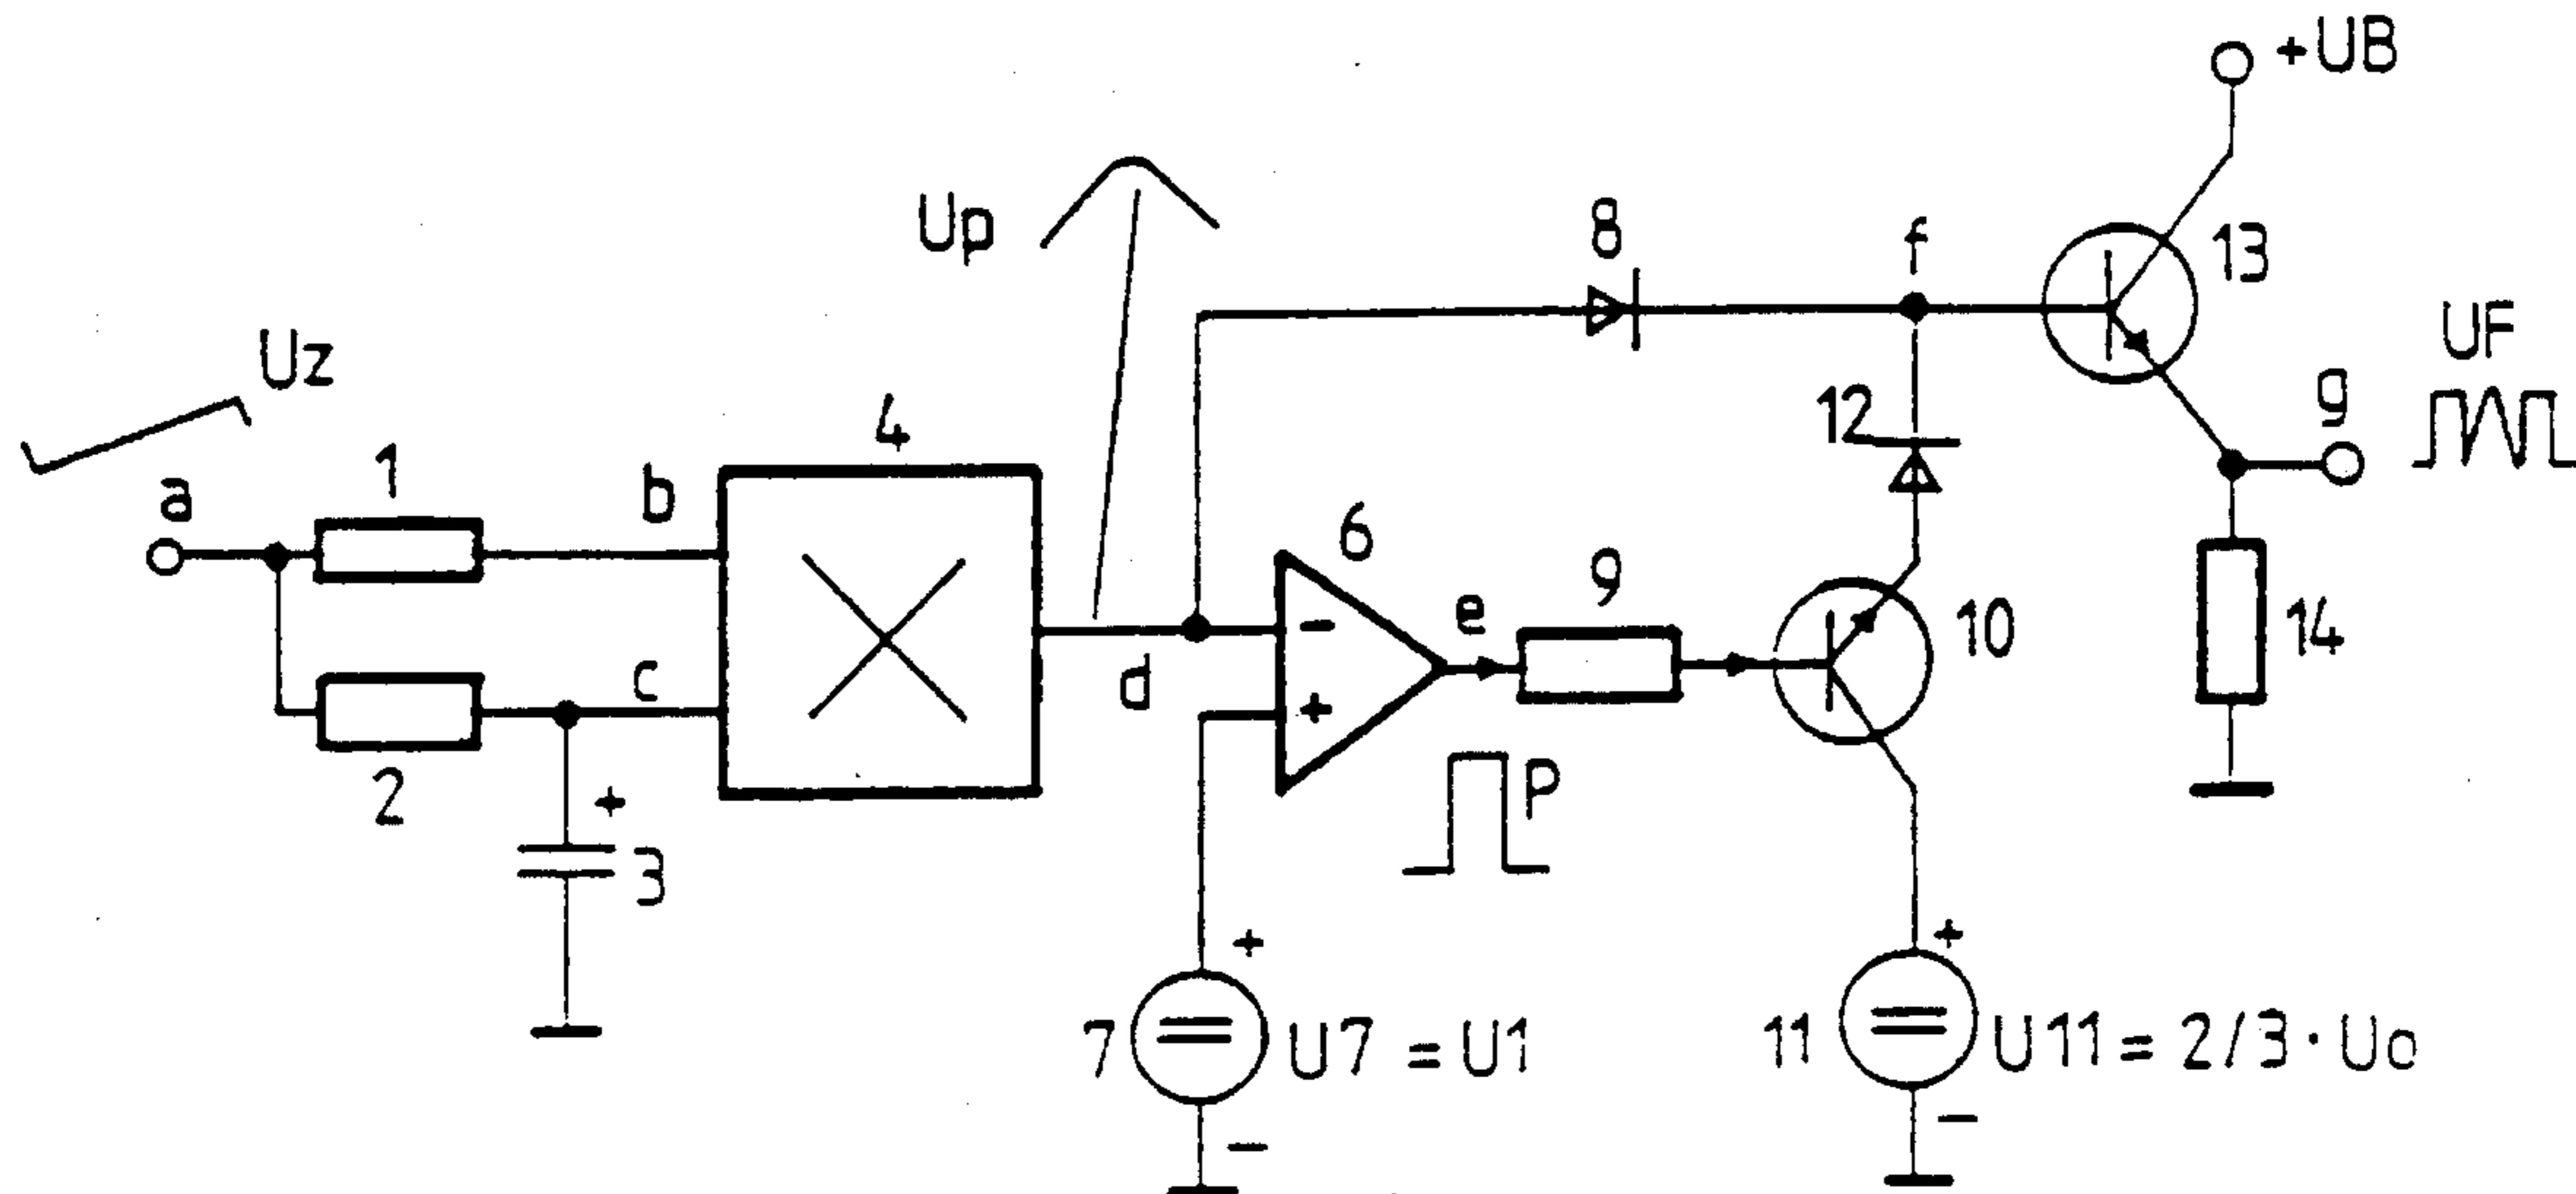 +UB
Up
8
f
13
Uz
UF
12
g
4
a
1
b
6
9
e
10
14
c
d
-
+
2
+
3
P
+
+
7
U7 = U1
11
U11 = 2/3 · Uo
-
-